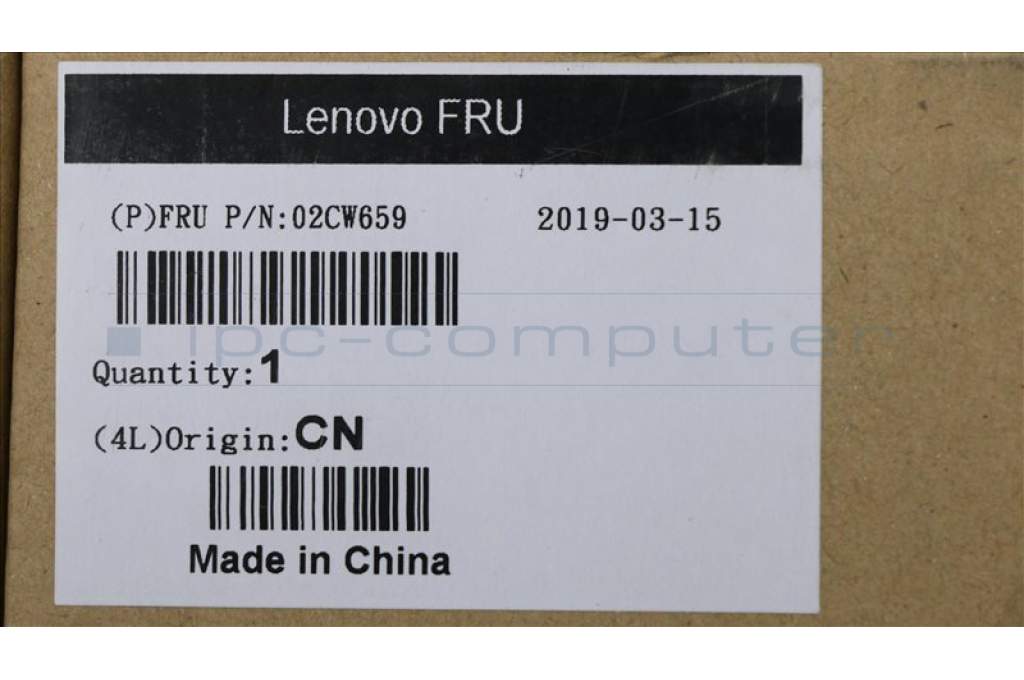 Lenovo FRU
(P)FRU P/N:02CW659 2019-03-15
ipc-computer
Quantity:1
(4L)Origin:CN
Made in China